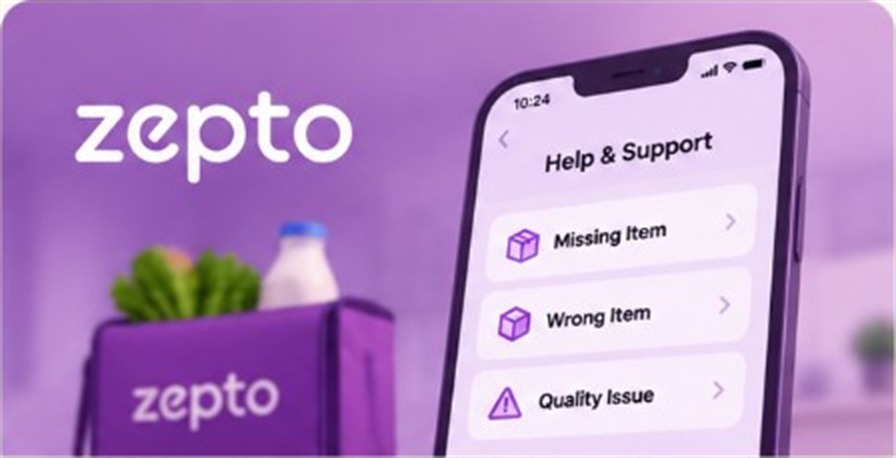 zepto
zepto
10:24
Help & Support
Missing Item
Wrong Item
Quality Issue